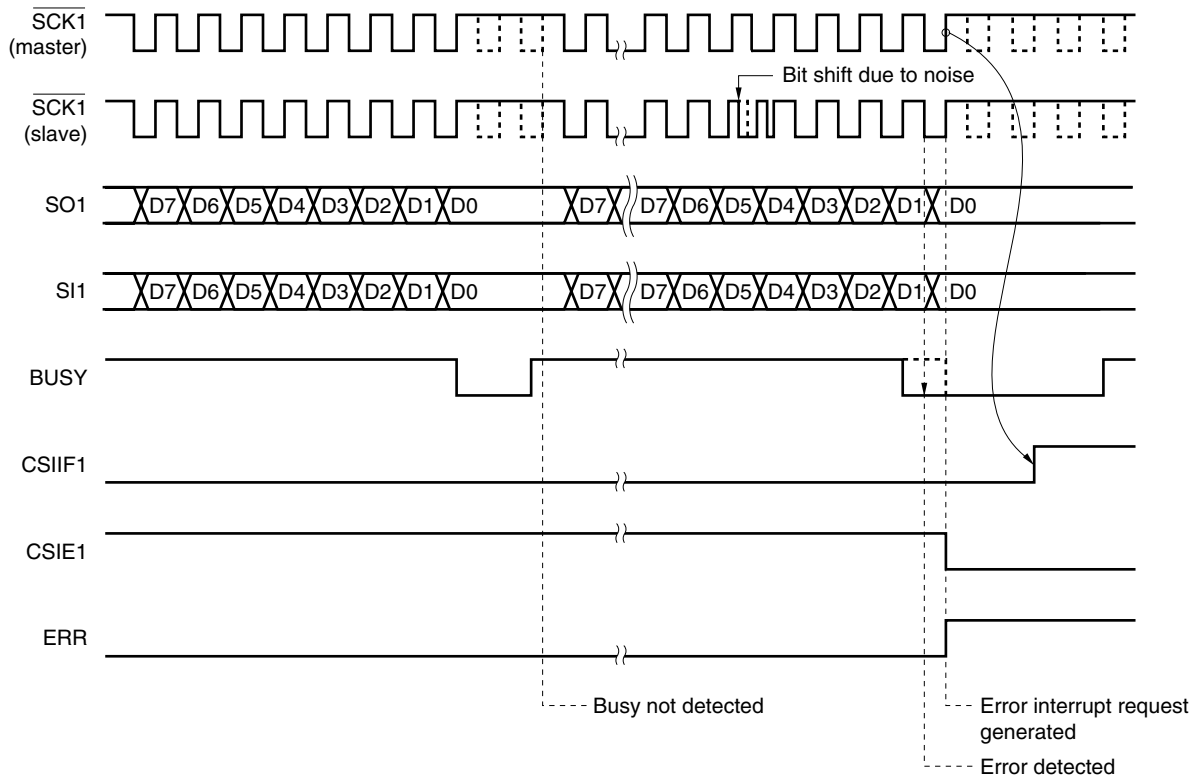 SCK1
(master)
Bit shift due to noise
SCK1
(slave)
SO1 D7 D6 D5 D4 D3 D2 D1 D0 D7 D7 D6 D5 D4 D3 D2 D1 D0
SI1 D7 D6 D5 D4 D3 D2 D1 D0 D7 D7 D6 D5 D4 D3 D2 D1 D0
BUSY
CSIIF1
CSIE1
ERR
Busy not detected
Error interrupt request
generated
Error detected